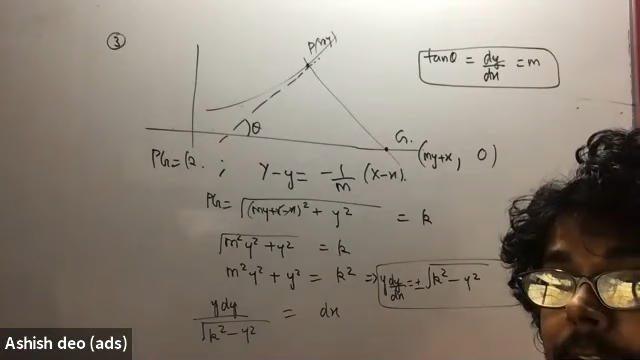 ③
P(x,y)
tanθ = dy/dx = m
θ
G.
(my+x, 0)
PG = (2. ; Y-y = -1/m (X-x).
PG = √((my+x-x)² + y²) = k
√(m²y² + y²) = k
m²y² + y² = k² ⇒ y dy/dx = ± √(k² - y²)
y dy/√(k² - y²) = dx
Ashish deo (ads)